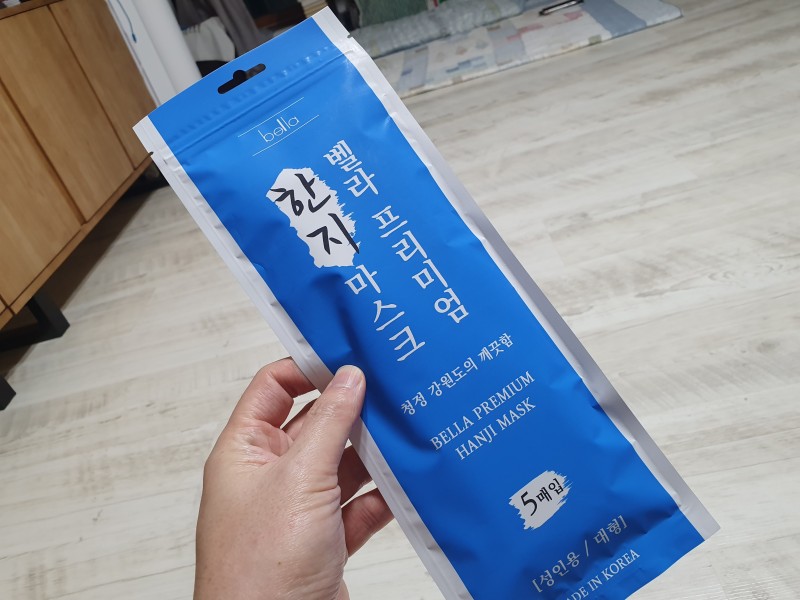 bella
벨라 프리미엄
한지 마스크
청정 강원도의 깨끗함
BELLA PREMIUM
HANJI MASK
5매입
[성인용 / 대형]
MADE IN KOREA